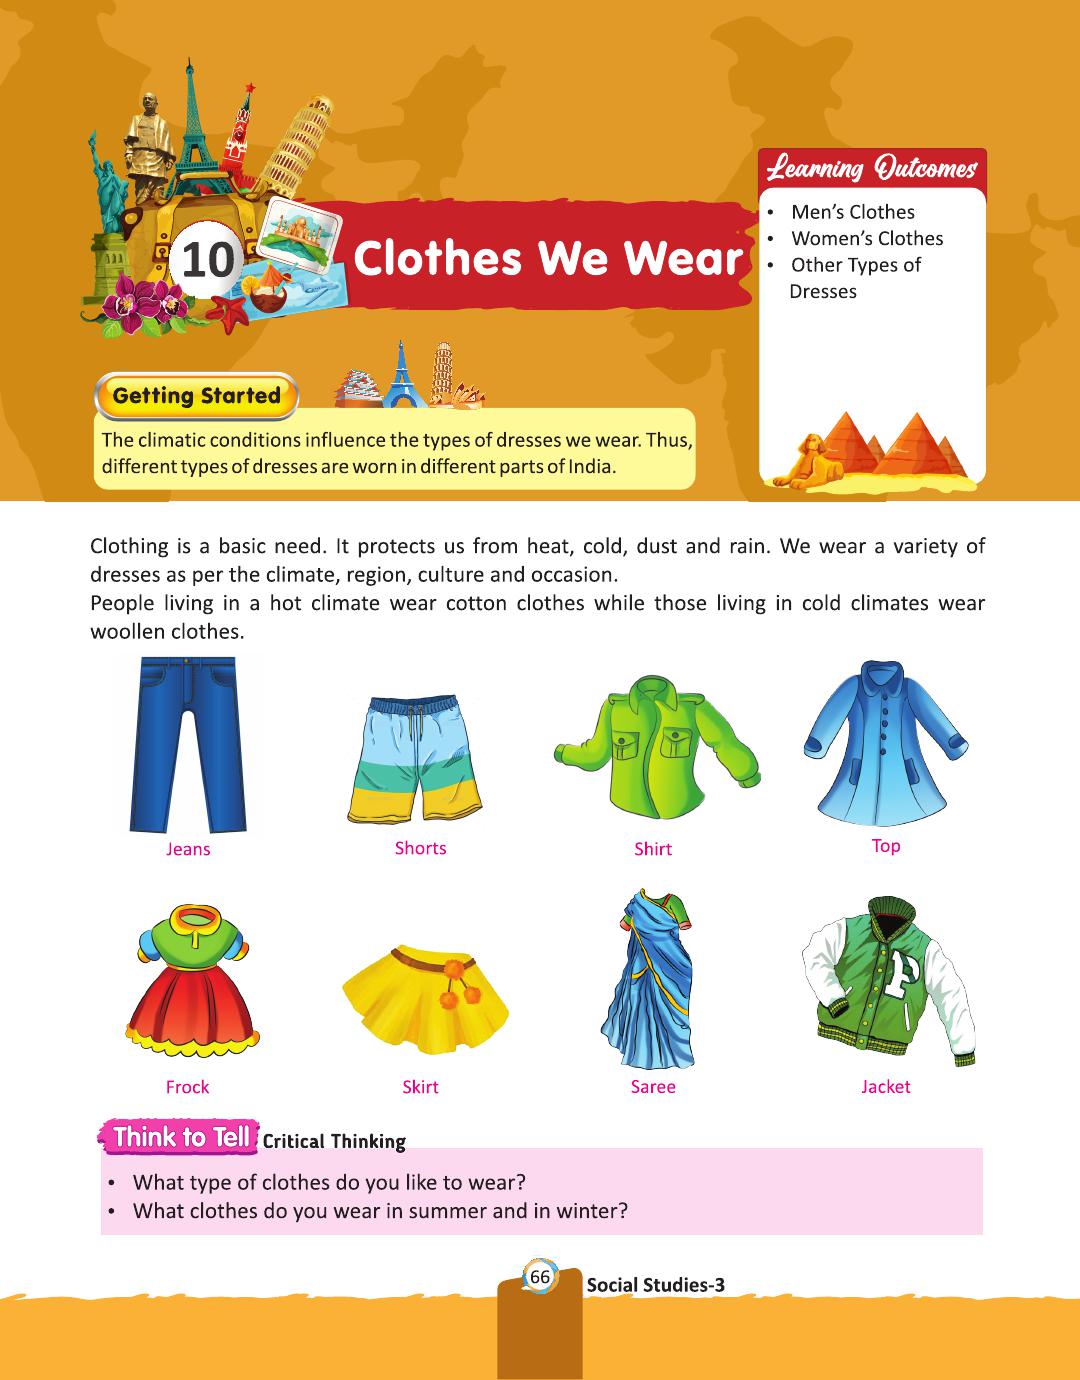 10
Clothes We Wear
Learning Outcomes
• Men's Clothes
• Women's Clothes
• Other Types of
Dresses
Getting Started
The climatic conditions influence the types of dresses we wear. Thus,
different types of dresses are worn in different parts of India.
Clothing is a basic need. It protects us from heat, cold, dust and rain. We wear a variety of
dresses as per the climate, region, culture and occasion.
People living in a hot climate wear cotton clothes while those living in cold climates wear
woollen clothes.
Jeans
Shorts
Shirt
Top
P
Frock
Skirt
Saree
Jacket
Think to Tell Critical Thinking
• What type of clothes do you like to wear?
• What clothes do you wear in summer and in winter?
66
Social Studies-3